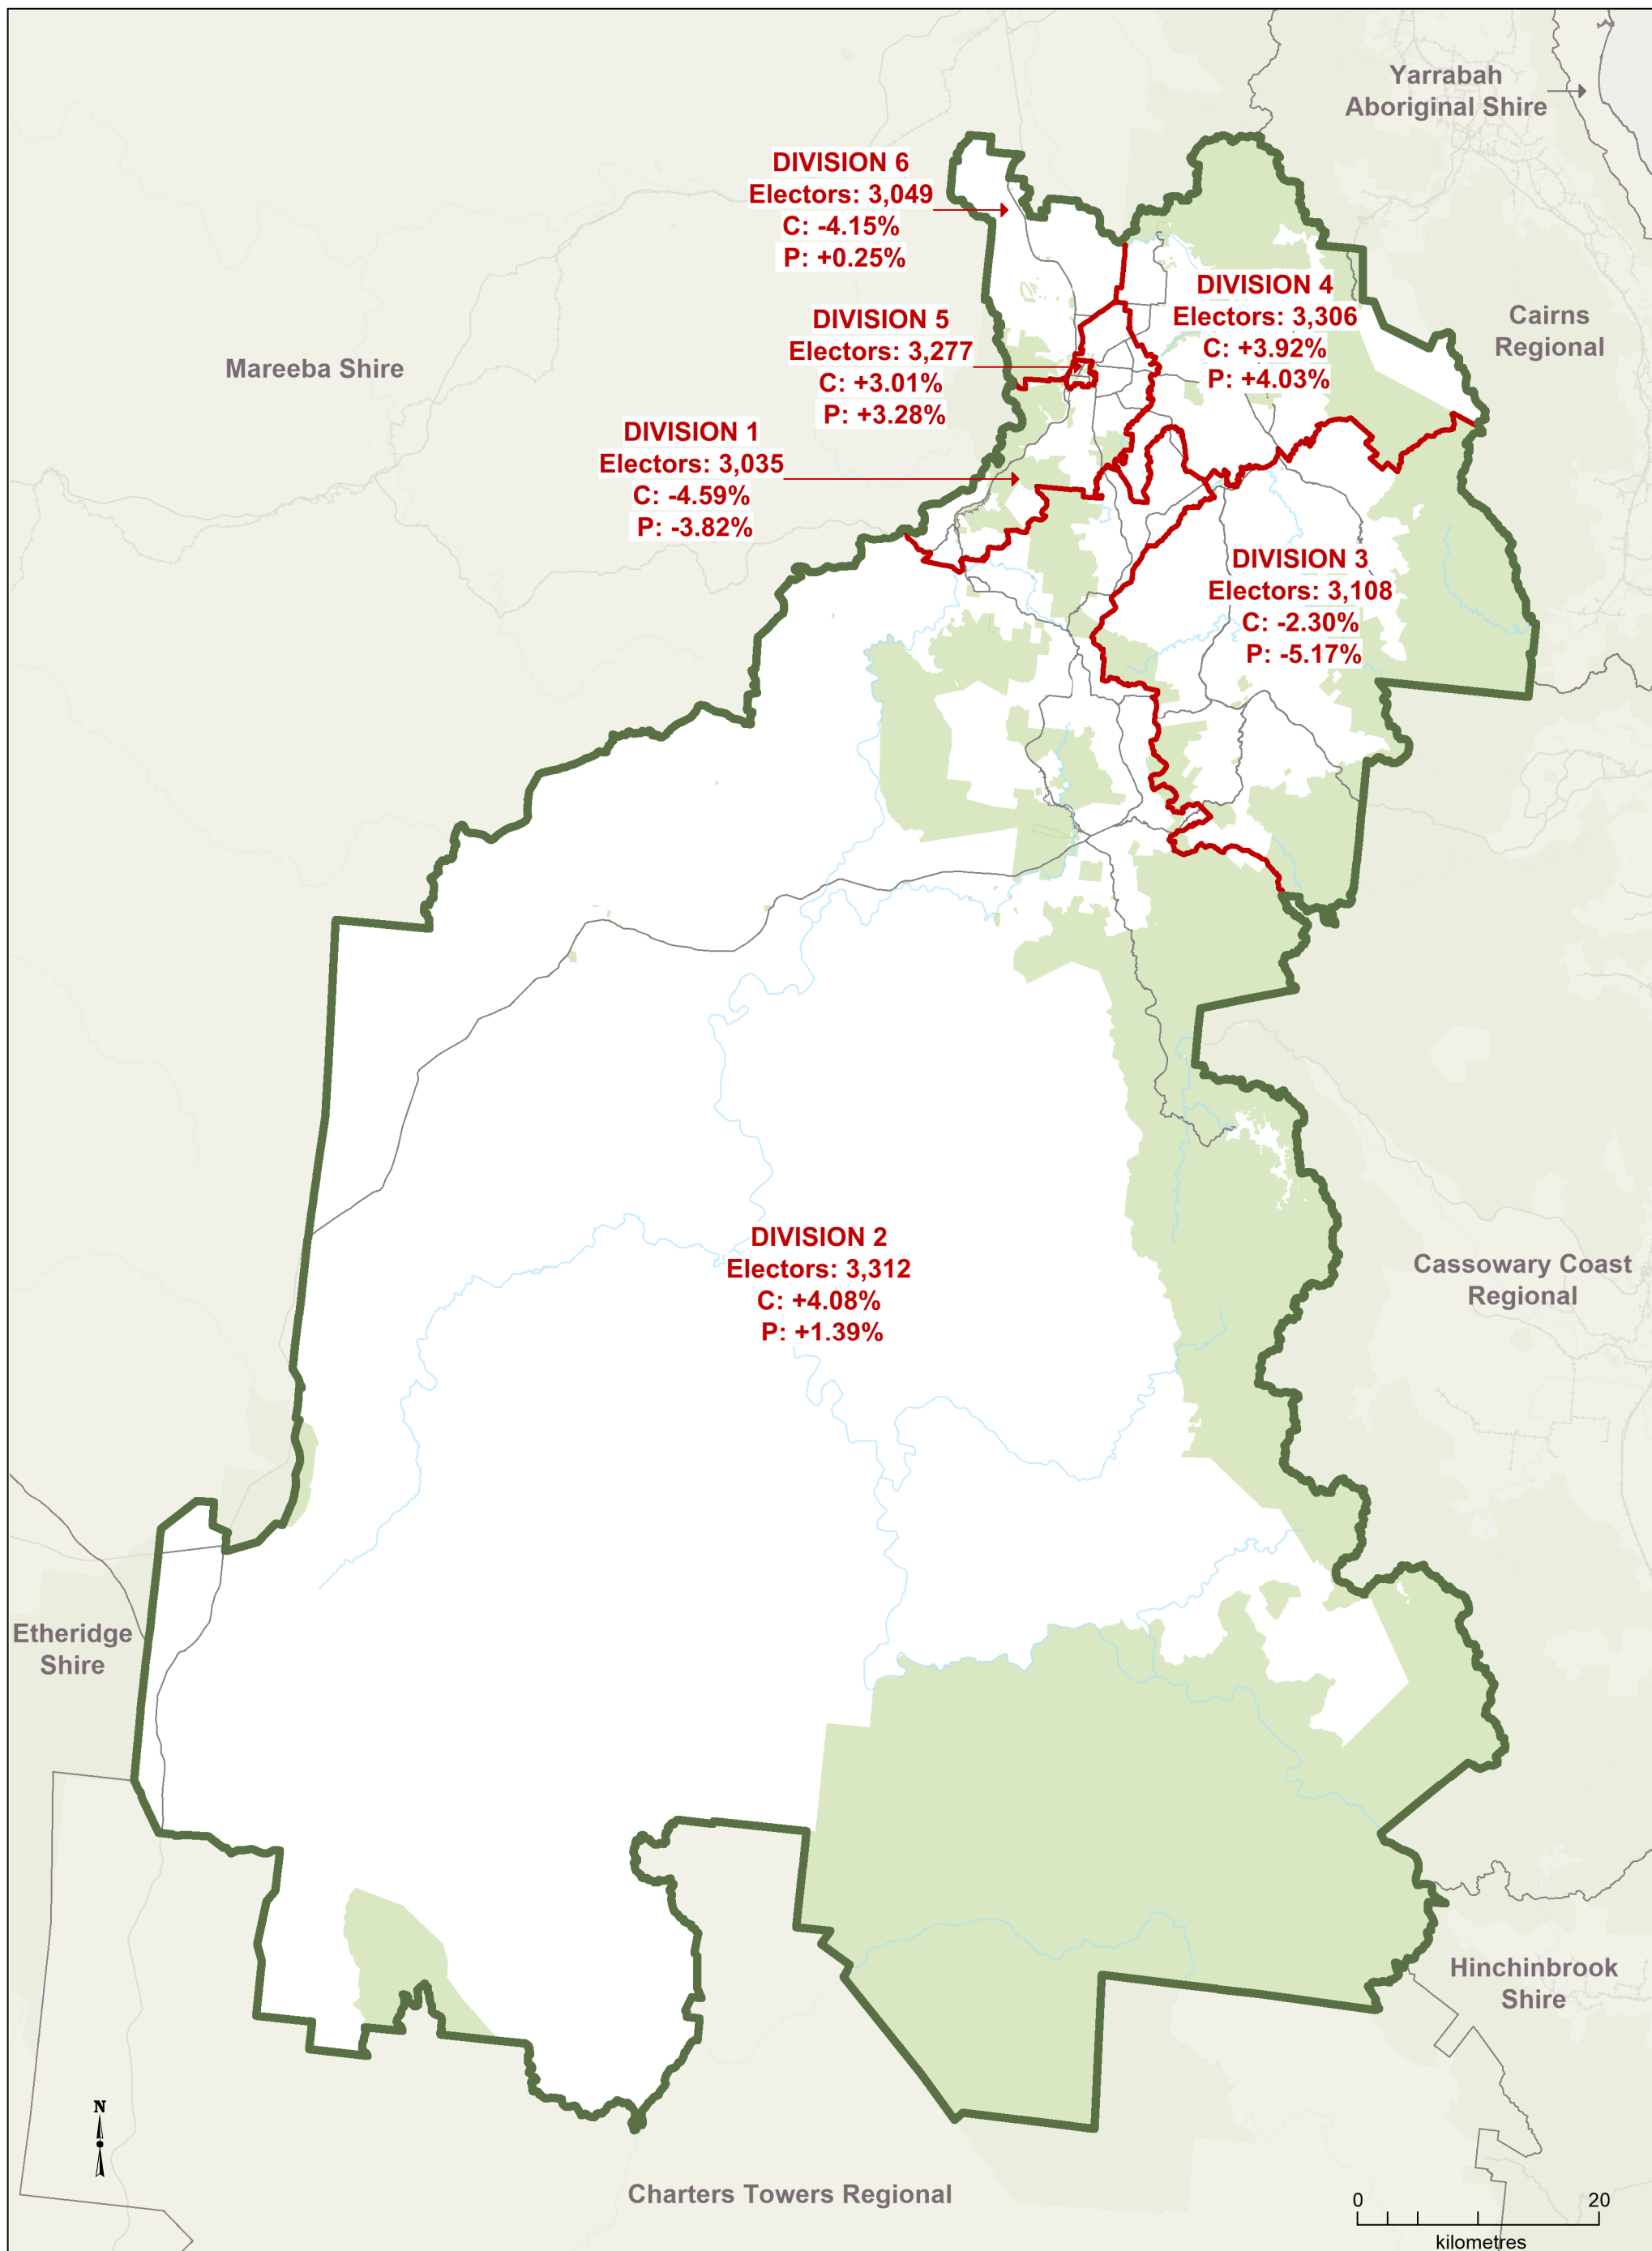 Yarrabah
Aboriginal Shire
DIVISION 6
Electors: 3,049
C: -4.15%
P: +0.25%
DIVISION 4
Electors: 3,306
C: +3.92%
P: +4.03%
Cairns
Regional
DIVISION 5
Electors: 3,277
C: +3.01%
P: +3.28%
Mareeba Shire
DIVISION 1
Electors: 3,035
C: -4.59%
P: -3.82%
DIVISION 3
Electors: 3,108
C: -2.30%
P: -5.17%
DIVISION 2
Electors: 3,312
C: +4.08%
P: +1.39%
Cassowary Coast
Regional
Etheridge
Shire
Hinchinbrook
Shire
N
Charters Towers Regional
0 20
kilometres